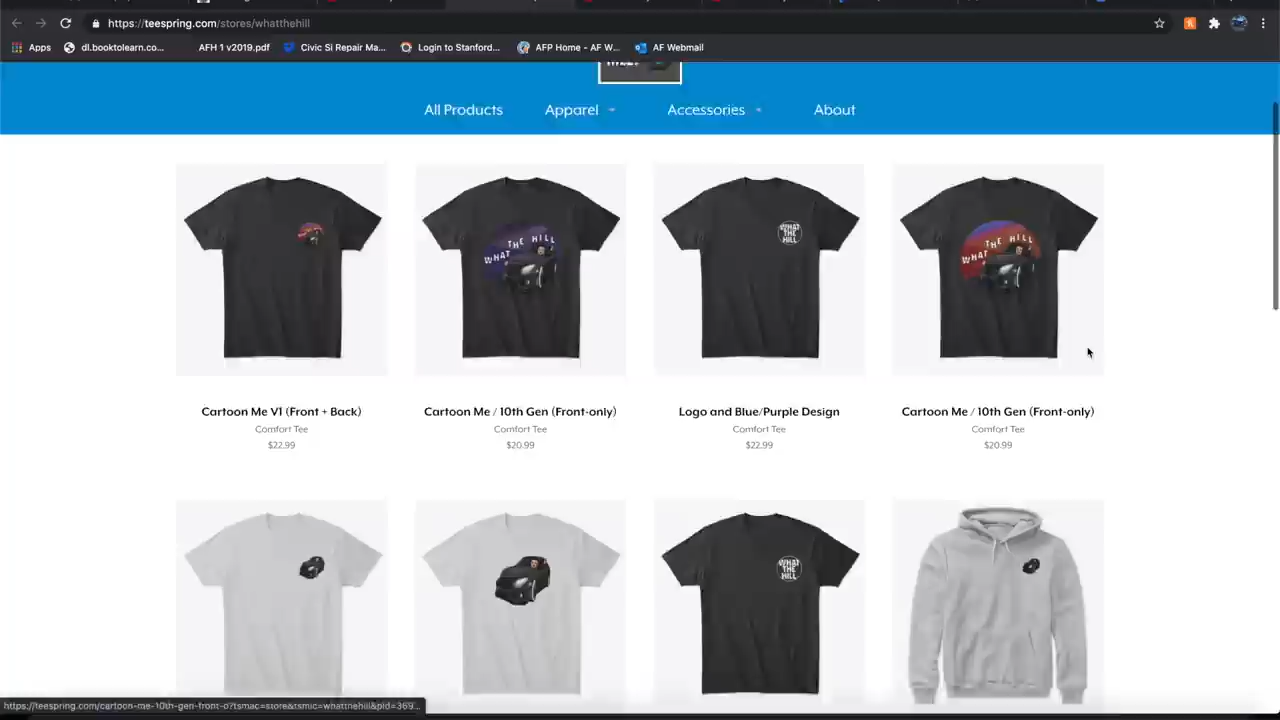 https://teespring.com/stores/whatthehill
Apps
dl.booktolearn.co...
AFH 1 v2019.pdf
Civic Si Repair Ma...
Login to Stanford...
AFP Home - AF W...
AF Webmail
All Products
Apparel
Accessories
About
WHAT THE HILL
WHAT
THE
HILL
WHAT THE HILL
Cartoon Me V1 (Front + Back)
Comfort Tee
$22.99
Cartoon Me / 10th Gen (Front-only)
Comfort Tee
$20.99
Logo and Blue/Purple Design
Comfort Tee
$22.99
Cartoon Me / 10th Gen (Front-only)
Comfort Tee
$20.99
WHAT
THE
HILL